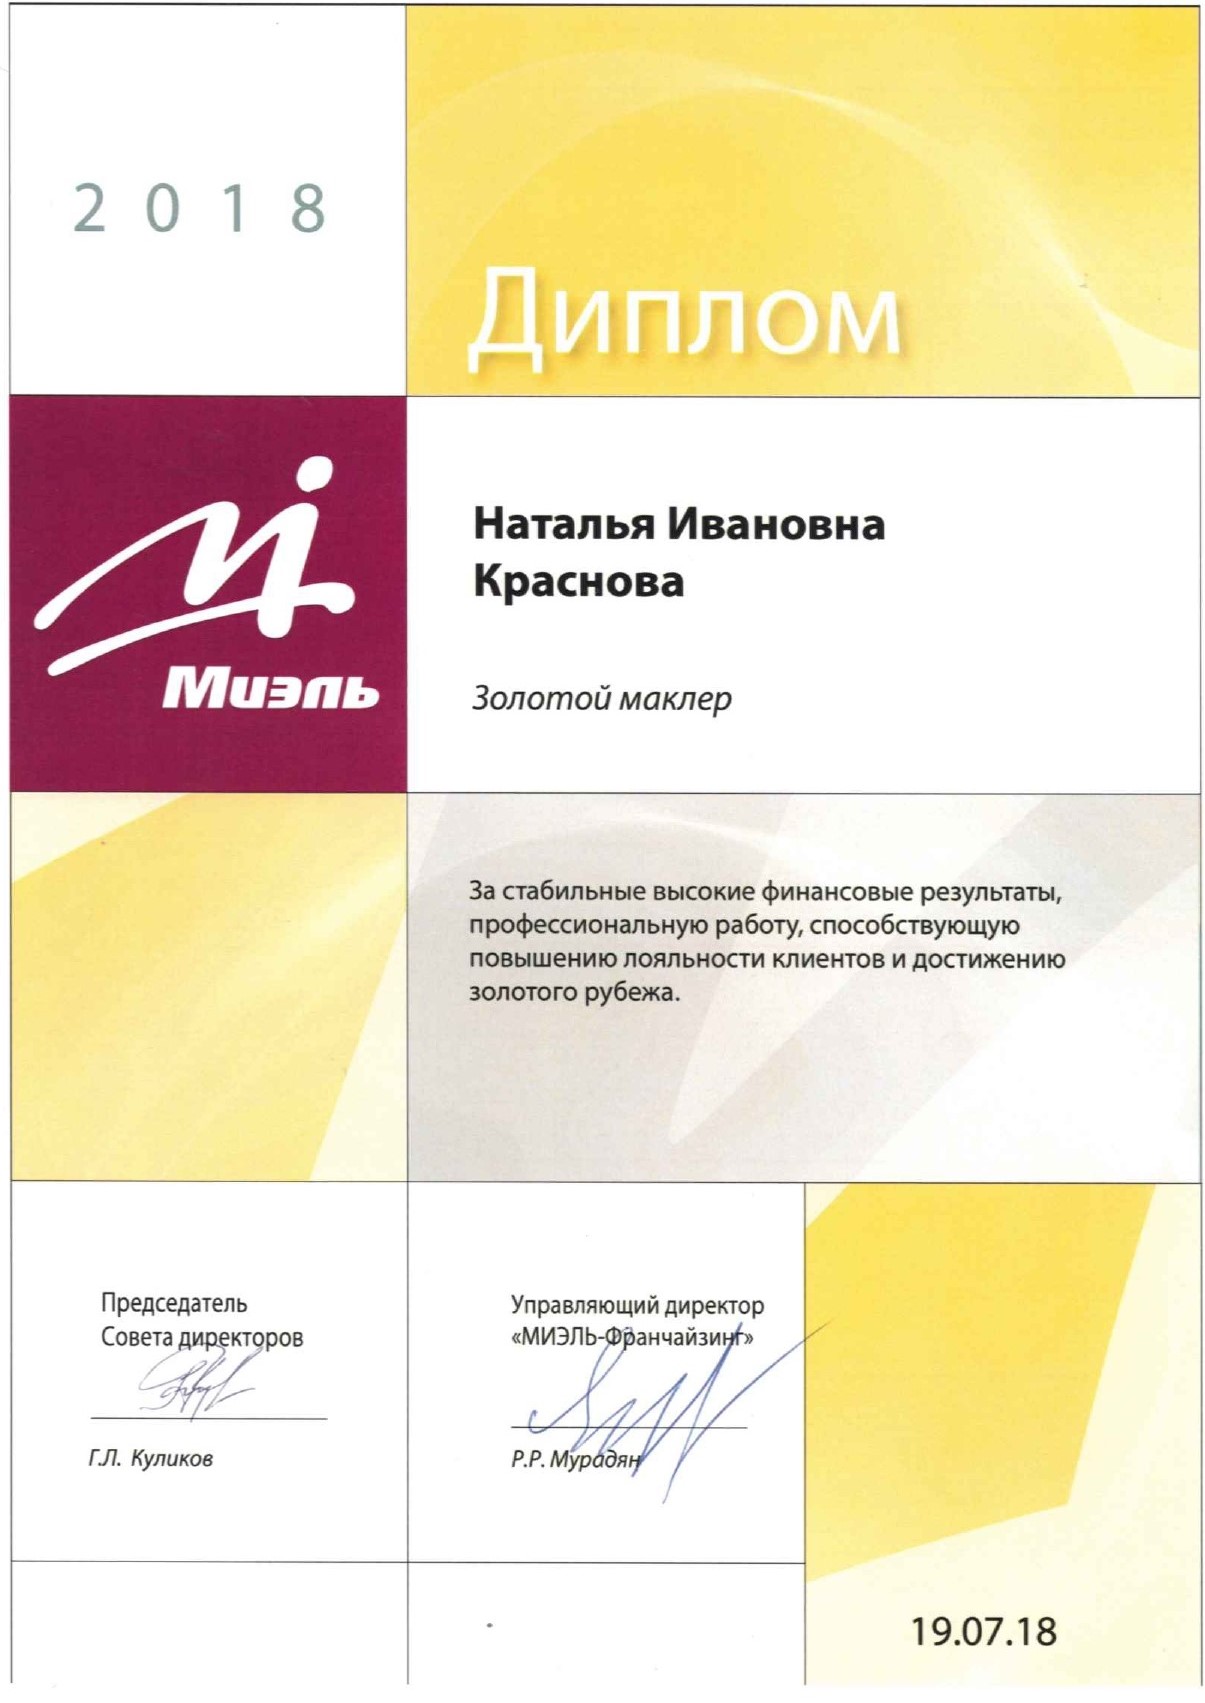 2018
Диплом
Миэль
Наталья Ивановна
Краснова
Золотой маклер
За стабильные высокие финансовые результаты,
профессиональную работу, способствующую
повышению лояльности клиентов и достижению
золотого рубежа.
Председатель
Совета директоров
Г.Л. Куликов
Управляющий директор
«МИЭЛЬ-Франчайзинг»
Р.Р. Мурадян
19.07.18